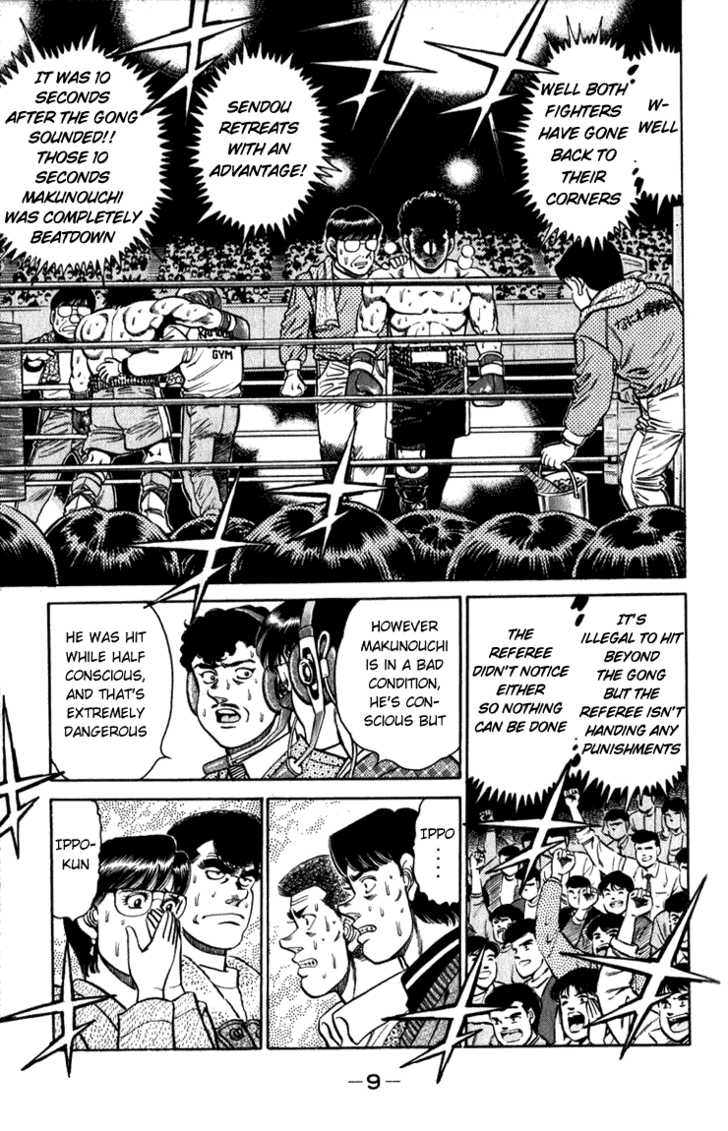 W-
WELL
WELL BOTH
FIGHTERS
HAVE GONE
BACK TO
THEIR
CORNERS
SENDOU
RETREATS
WITH AN
ADVANTAGE!
IT WAS 10
SECONDS
AFTER THE GONG
SOUNDED!!
THOSE 10
SECONDS
MAKUNOUCHI
WAS COMPLETELY
BEATDOWN
GYM
IT'S
ILLEGAL TO HIT
BEYOND
THE GONG
BUT THE
REFEREE ISN'T
HANDING ANY
PUNISHMENTS
THE
REFEREE
DIDN'T NOTICE
EITHER
SO NOTHING
CAN BE DONE
HOWEVER
MAKUNOUCHI
IS IN A BAD
CONDITION,
HE'S CON-
SCIOUS BUT
HE WAS HIT
WHILE HALF
CONSCIOUS,
AND THAT'S
EXTREMELY
DANGEROUS
IPPO
....
IPPO-
KUN
—9—